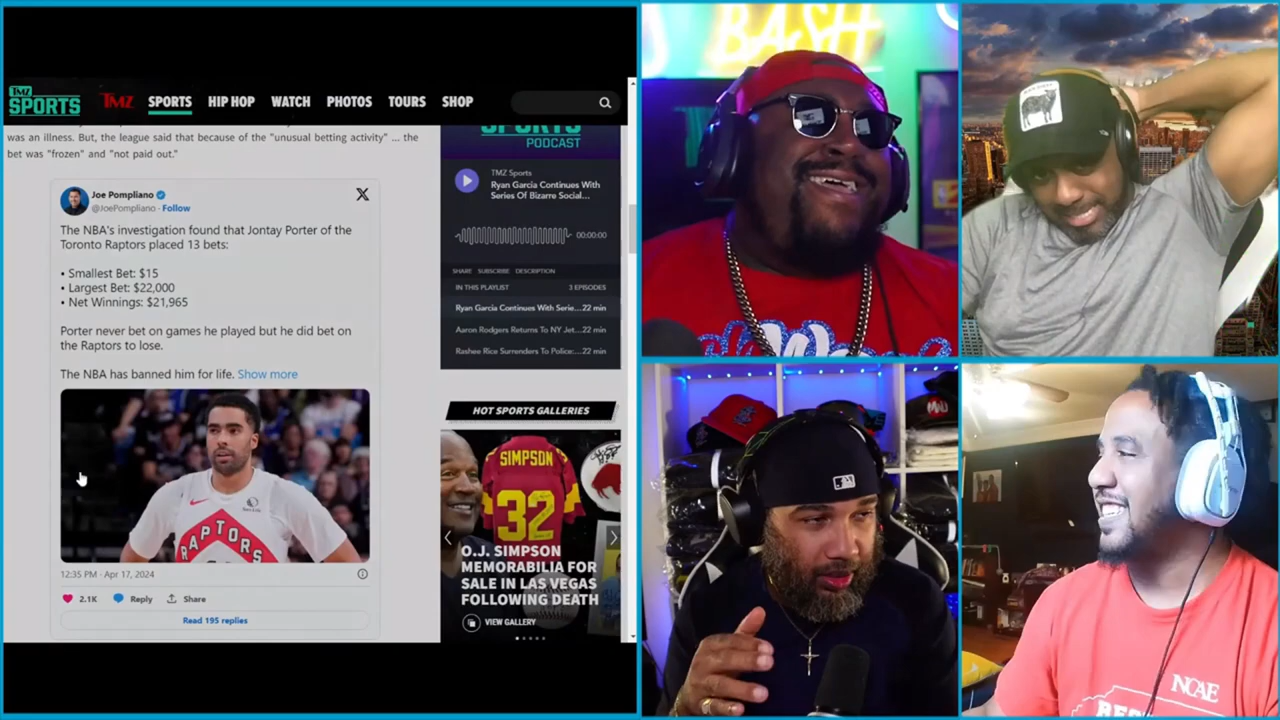 TMZ SPORTS
TMZ
SPORTS
HIP HOP
WATCH
PHOTOS
TOURS
SHOP
was an illness. But, the league said that because of the "unusual betting activity" ... the
bet was "frozen" and "not paid out."
Joe Pompliano
@JoePompliano · Follow
The NBA's investigation found that Jontay Porter of the
Toronto Raptors placed 13 bets:
• Smallest Bet: $15
• Largest Bet: $22,000
• Net Winnings: $21,965
Porter never bet on games he played but he did bet on
the Raptors to lose.
The NBA has banned him for life. Show more
RAPTORS
12:35 PM · Apr 17, 2024
2.1K
Reply
Share
Read 195 replies
SPORTS
PODCAST
TMZ Sports
Ryan Garcia Continues With
Series Of Bizarre Social...
00:00:00
SHARE
SUBSCRIBE
DESCRIPTION
IN THIS PLAYLIST
3 EPISODES
Ryan Garcia Continues With Serie...22 min
Aaron Rodgers Returns To NY Jet...22 min
Rashee Rice Surrenders To Police:...22 min
HOT SPORTS GALLERIES
SIMPSON
32
O.J. SIMPSON
MEMORABILIA FOR
SALE IN LAS VEGAS
FOLLOWING DEATH
VIEW GALLERY
BASH
NCAE